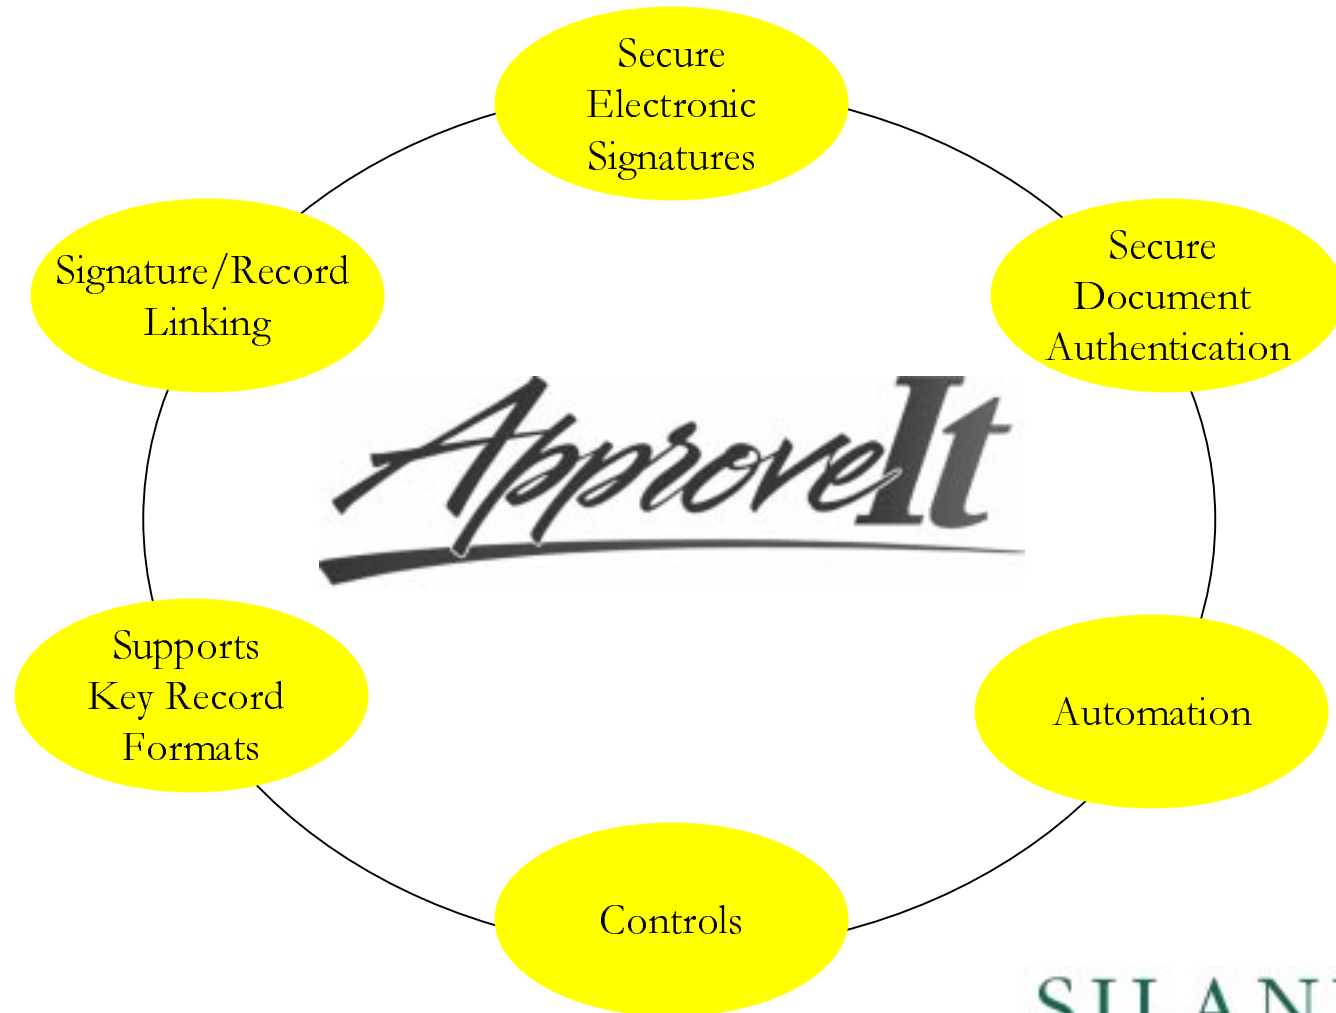 Secure
Electronic
Signatures
Secure
Document
Authentication
Signature/Record
Linking
ApproveIt
Supports
Key Record
Formats
Automation
Controls